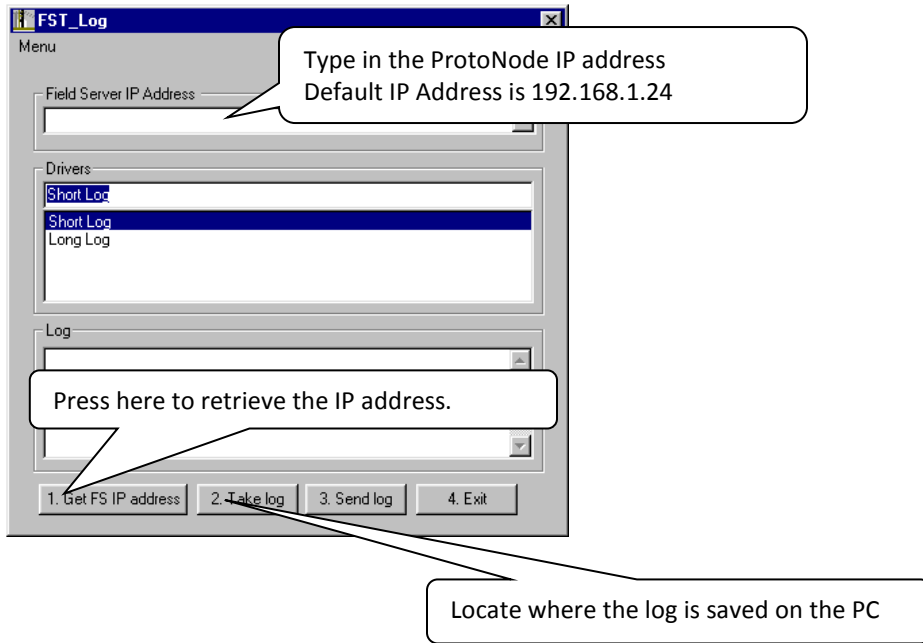 FST_Log
Menu
Type in the ProtoNode IP address
Default IP Address is 192.168.1.24
Field Server IP Address
Drivers
Short Log
Short Log
Long Log
Log
Press here to retrieve the IP address.
1. Get FS IP address
2. Take log
3. Send log
4. Exit
Locate where the log is saved on the PC